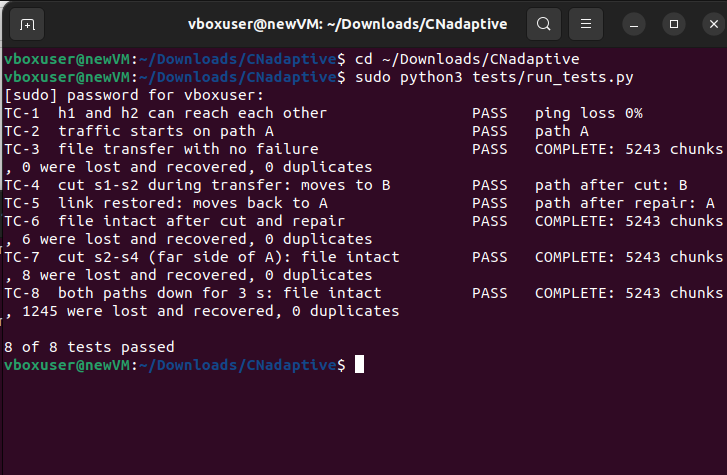 vboxuser@newVM: ~/Downloads/CNadaptive
vboxuser@newVM:~/Downloads/CNadaptive$ cd ~/Downloads/CNadaptive
vboxuser@newVM:~/Downloads/CNadaptive$ sudo python3 tests/run_tests.py
[sudo] password for vboxuser:
TC-1  h1 and h2 can reach each other                PASS   ping loss 0%
TC-2  traffic starts on path A                      PASS   path A
TC-3  file transfer with no failure                 PASS   COMPLETE: 5243 chunks
, 0 were lost and recovered, 0 duplicates
TC-4  cut s1-s2 during transfer: moves to B         PASS   path after cut: B
TC-5  link restored: moves back to A                PASS   path after repair: A
TC-6  file intact after cut and repair              PASS   COMPLETE: 5243 chunks
, 6 were lost and recovered, 0 duplicates
TC-7  cut s2-s4 (far side of A): file intact        PASS   COMPLETE: 5243 chunks
, 8 were lost and recovered, 0 duplicates
TC-8  both paths down for 3 s: file intact          PASS   COMPLETE: 5243 chunks
, 1245 were lost and recovered, 0 duplicates
8 of 8 tests passed
vboxuser@newVM:~/Downloads/CNadaptive$